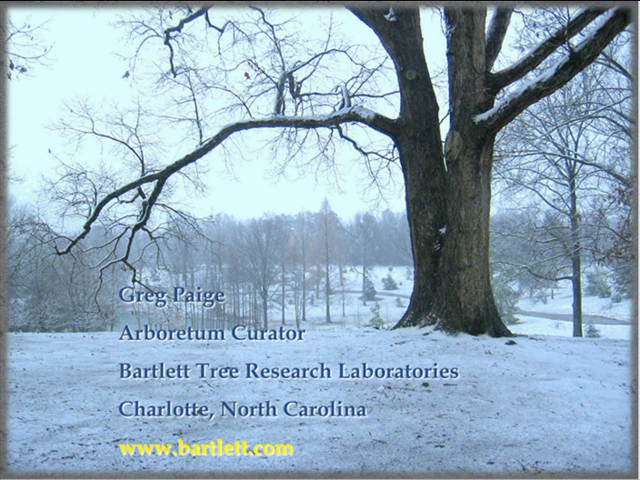 Greg Paige
Arboretum Curator
Bartlett Tree Research Laboratories
Charlotte, North Carolina
www.bartlett.com